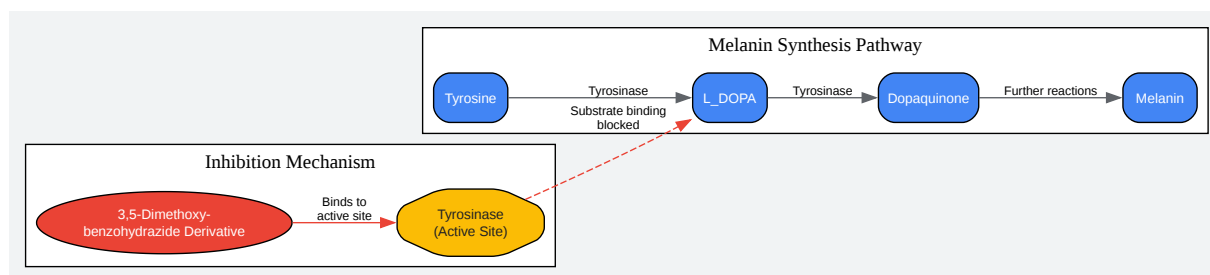 Melanin Synthesis Pathway
Tyrosine
Tyrosinase
L_DOPA
Tyrosinase
Dopaquinone
Further reactions
Melanin
Substrate binding
blocked
Inhibition Mechanism
3,5-Dimethoxy-
benzohydrazide Derivative
Binds to
active site
Tyrosinase
(Active Site)